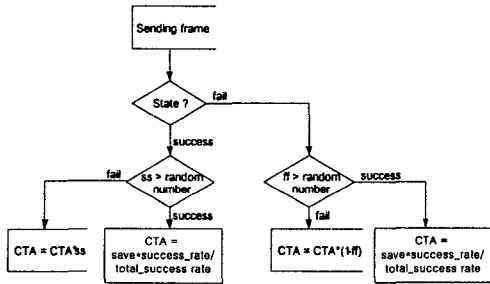 Sending frame
State ?
fail
success
ss > random
number
ff > random
number
fail
success
success
fail
CTA = CTA*ss
CTA =
save*success_rate/
total_success rate
CTA = CTA*(1-ff)
CTA =
save*success_rate/
total_success rate